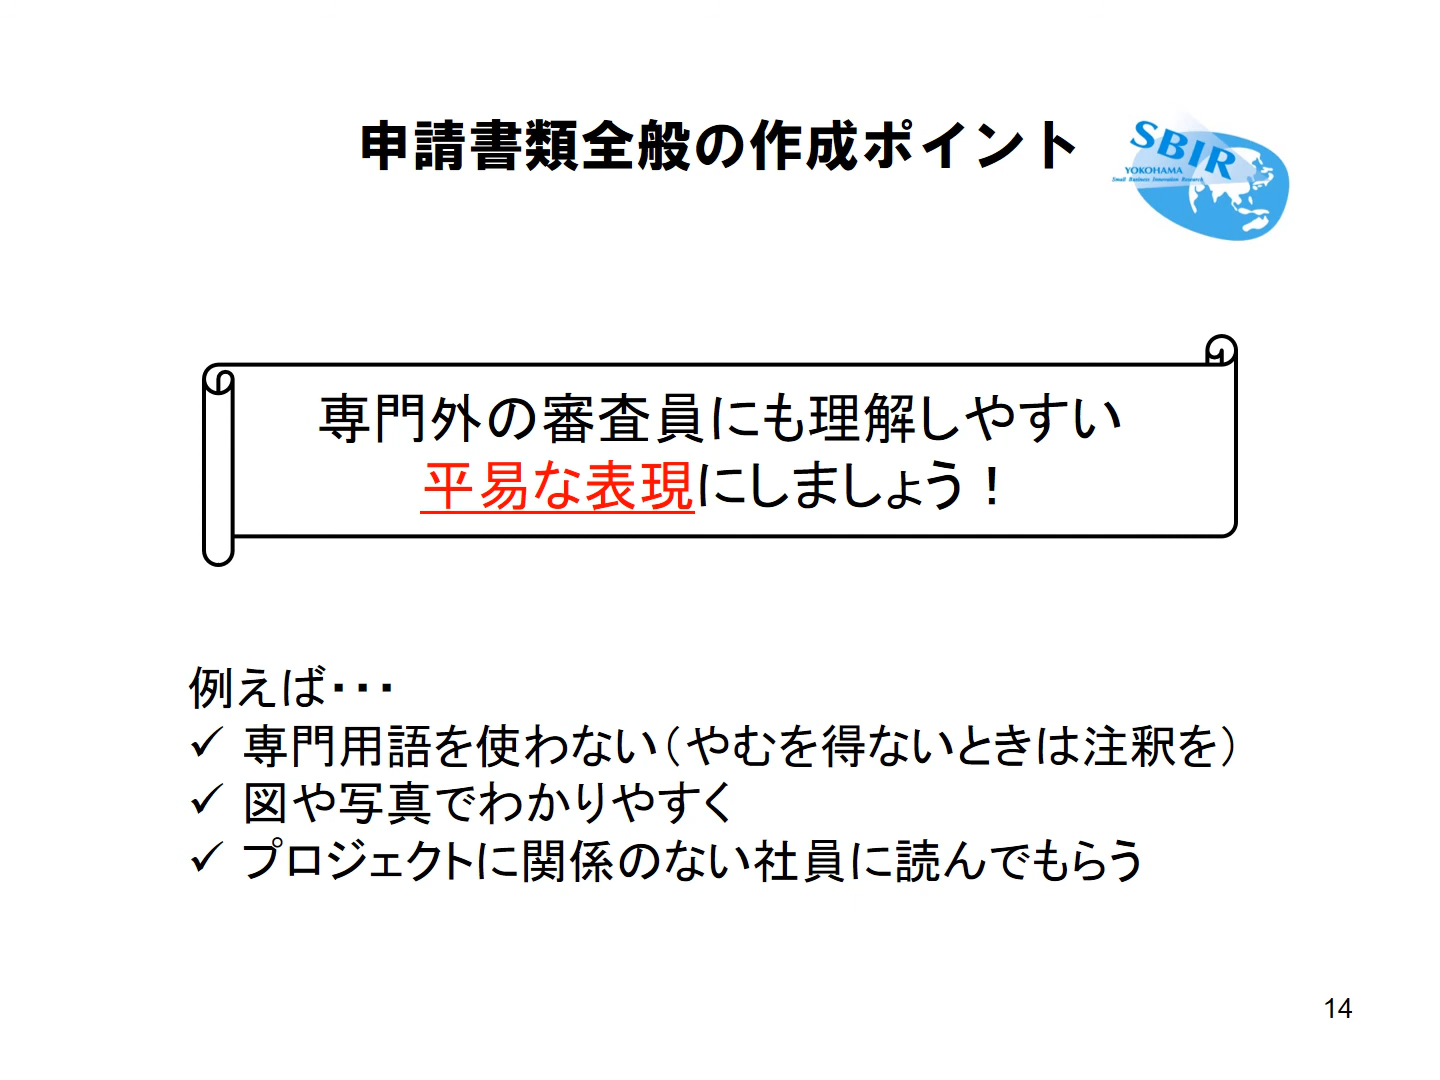 申請書類全般の作成ポイント
SBIR
YOKOHAMA
Small Business Innovation Research
専門外の審査員にも理解しやすい
平易な表現にしましょう！
例えば・・・
✓ 専門用語を使わない（やむを得ないときは注釈を）
✓ 図や写真でわかりやすく
✓ プロジェクトに関係のない社員に読んでもらう
14